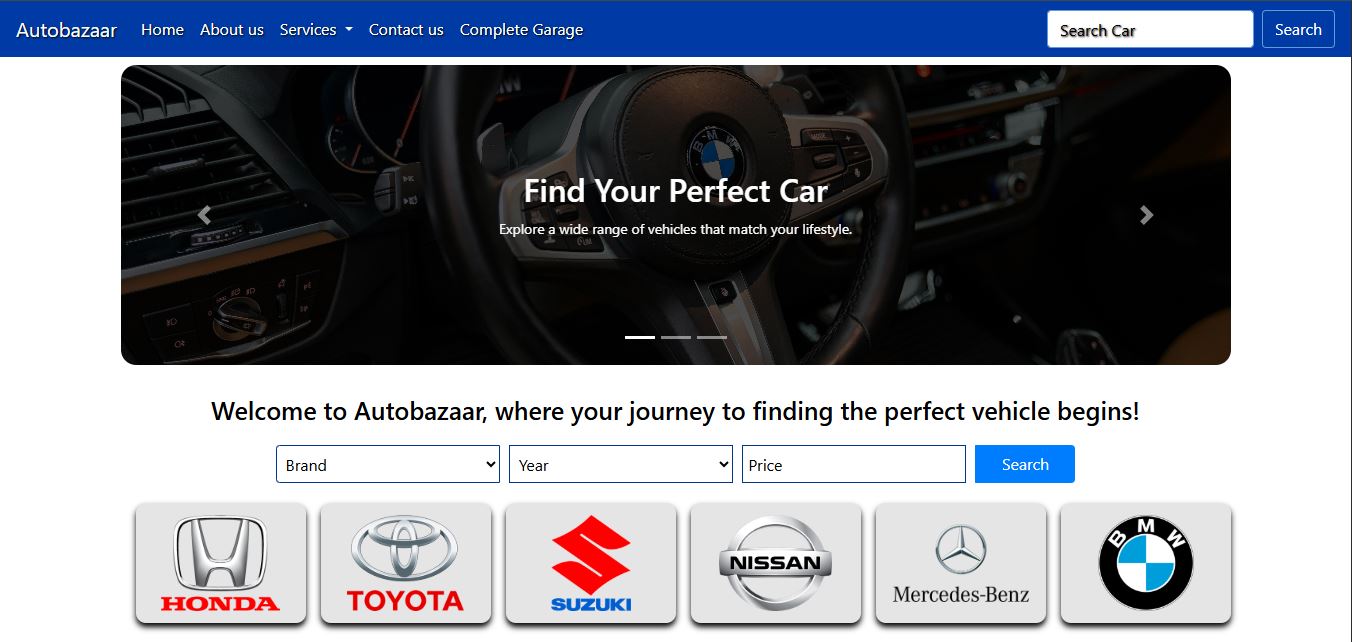 Autobazaar Home About us Services Contact us Complete Garage Search Car Search
BMW
MODE
Find Your Perfect Car
Explore a wide range of vehicles that match your lifestyle.
Welcome to Autobazaar, where your journey to finding the perfect vehicle begins!
Brand Year Price Search
HONDA TOYOTA SUZUKI NISSAN Mercedes-Benz BMW